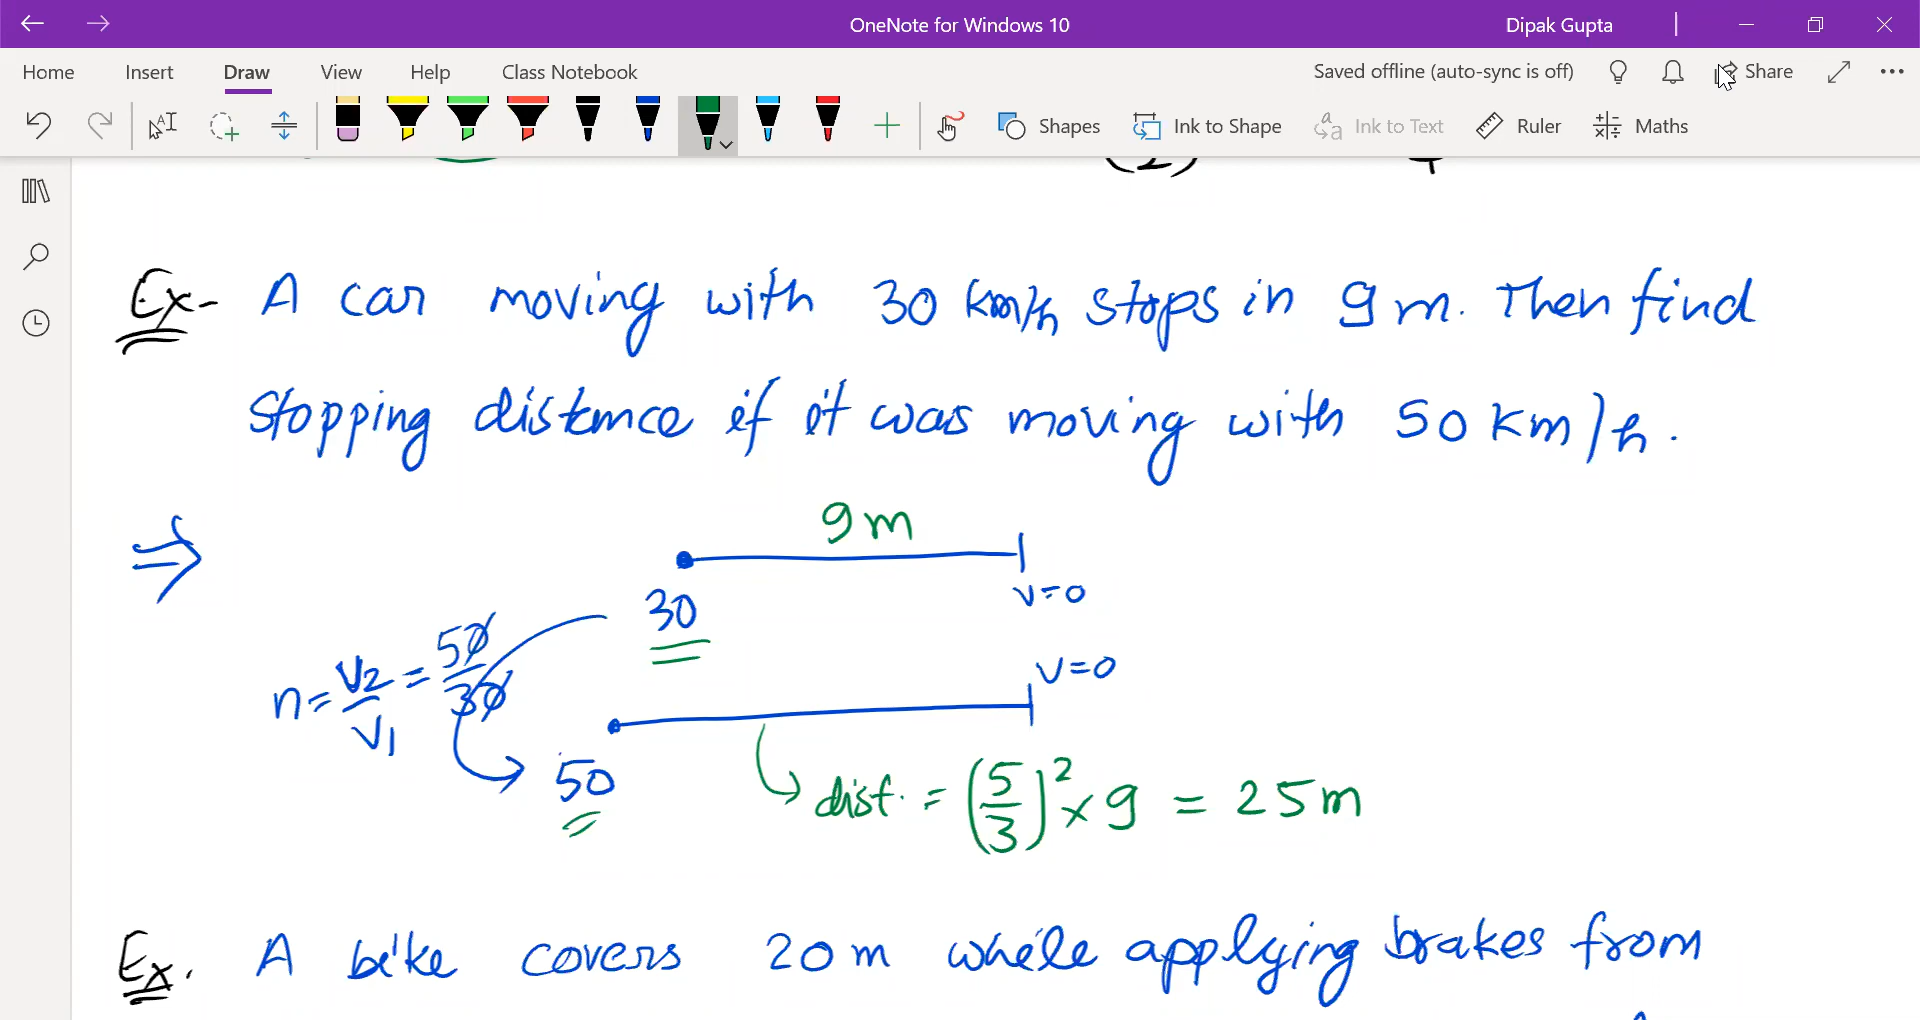 OneNote for Windows 10
Dipak Gupta
Home Insert Draw View Help Class Notebook Saved offline (auto-sync is off) Share
Shapes Ink to Shape Ink to Text Ruler Maths
Ex- A car moving with 30 km/h stops in 9 m. Then find
stopping distance if it was moving with 50 km/h.
⇒ 9 m
v=0
30
n = V2/V1 = 50/30
v=0
50
dist. = (5/3)² × 9 = 25 m
Ex. A bike covers 20 m while applying brakes from